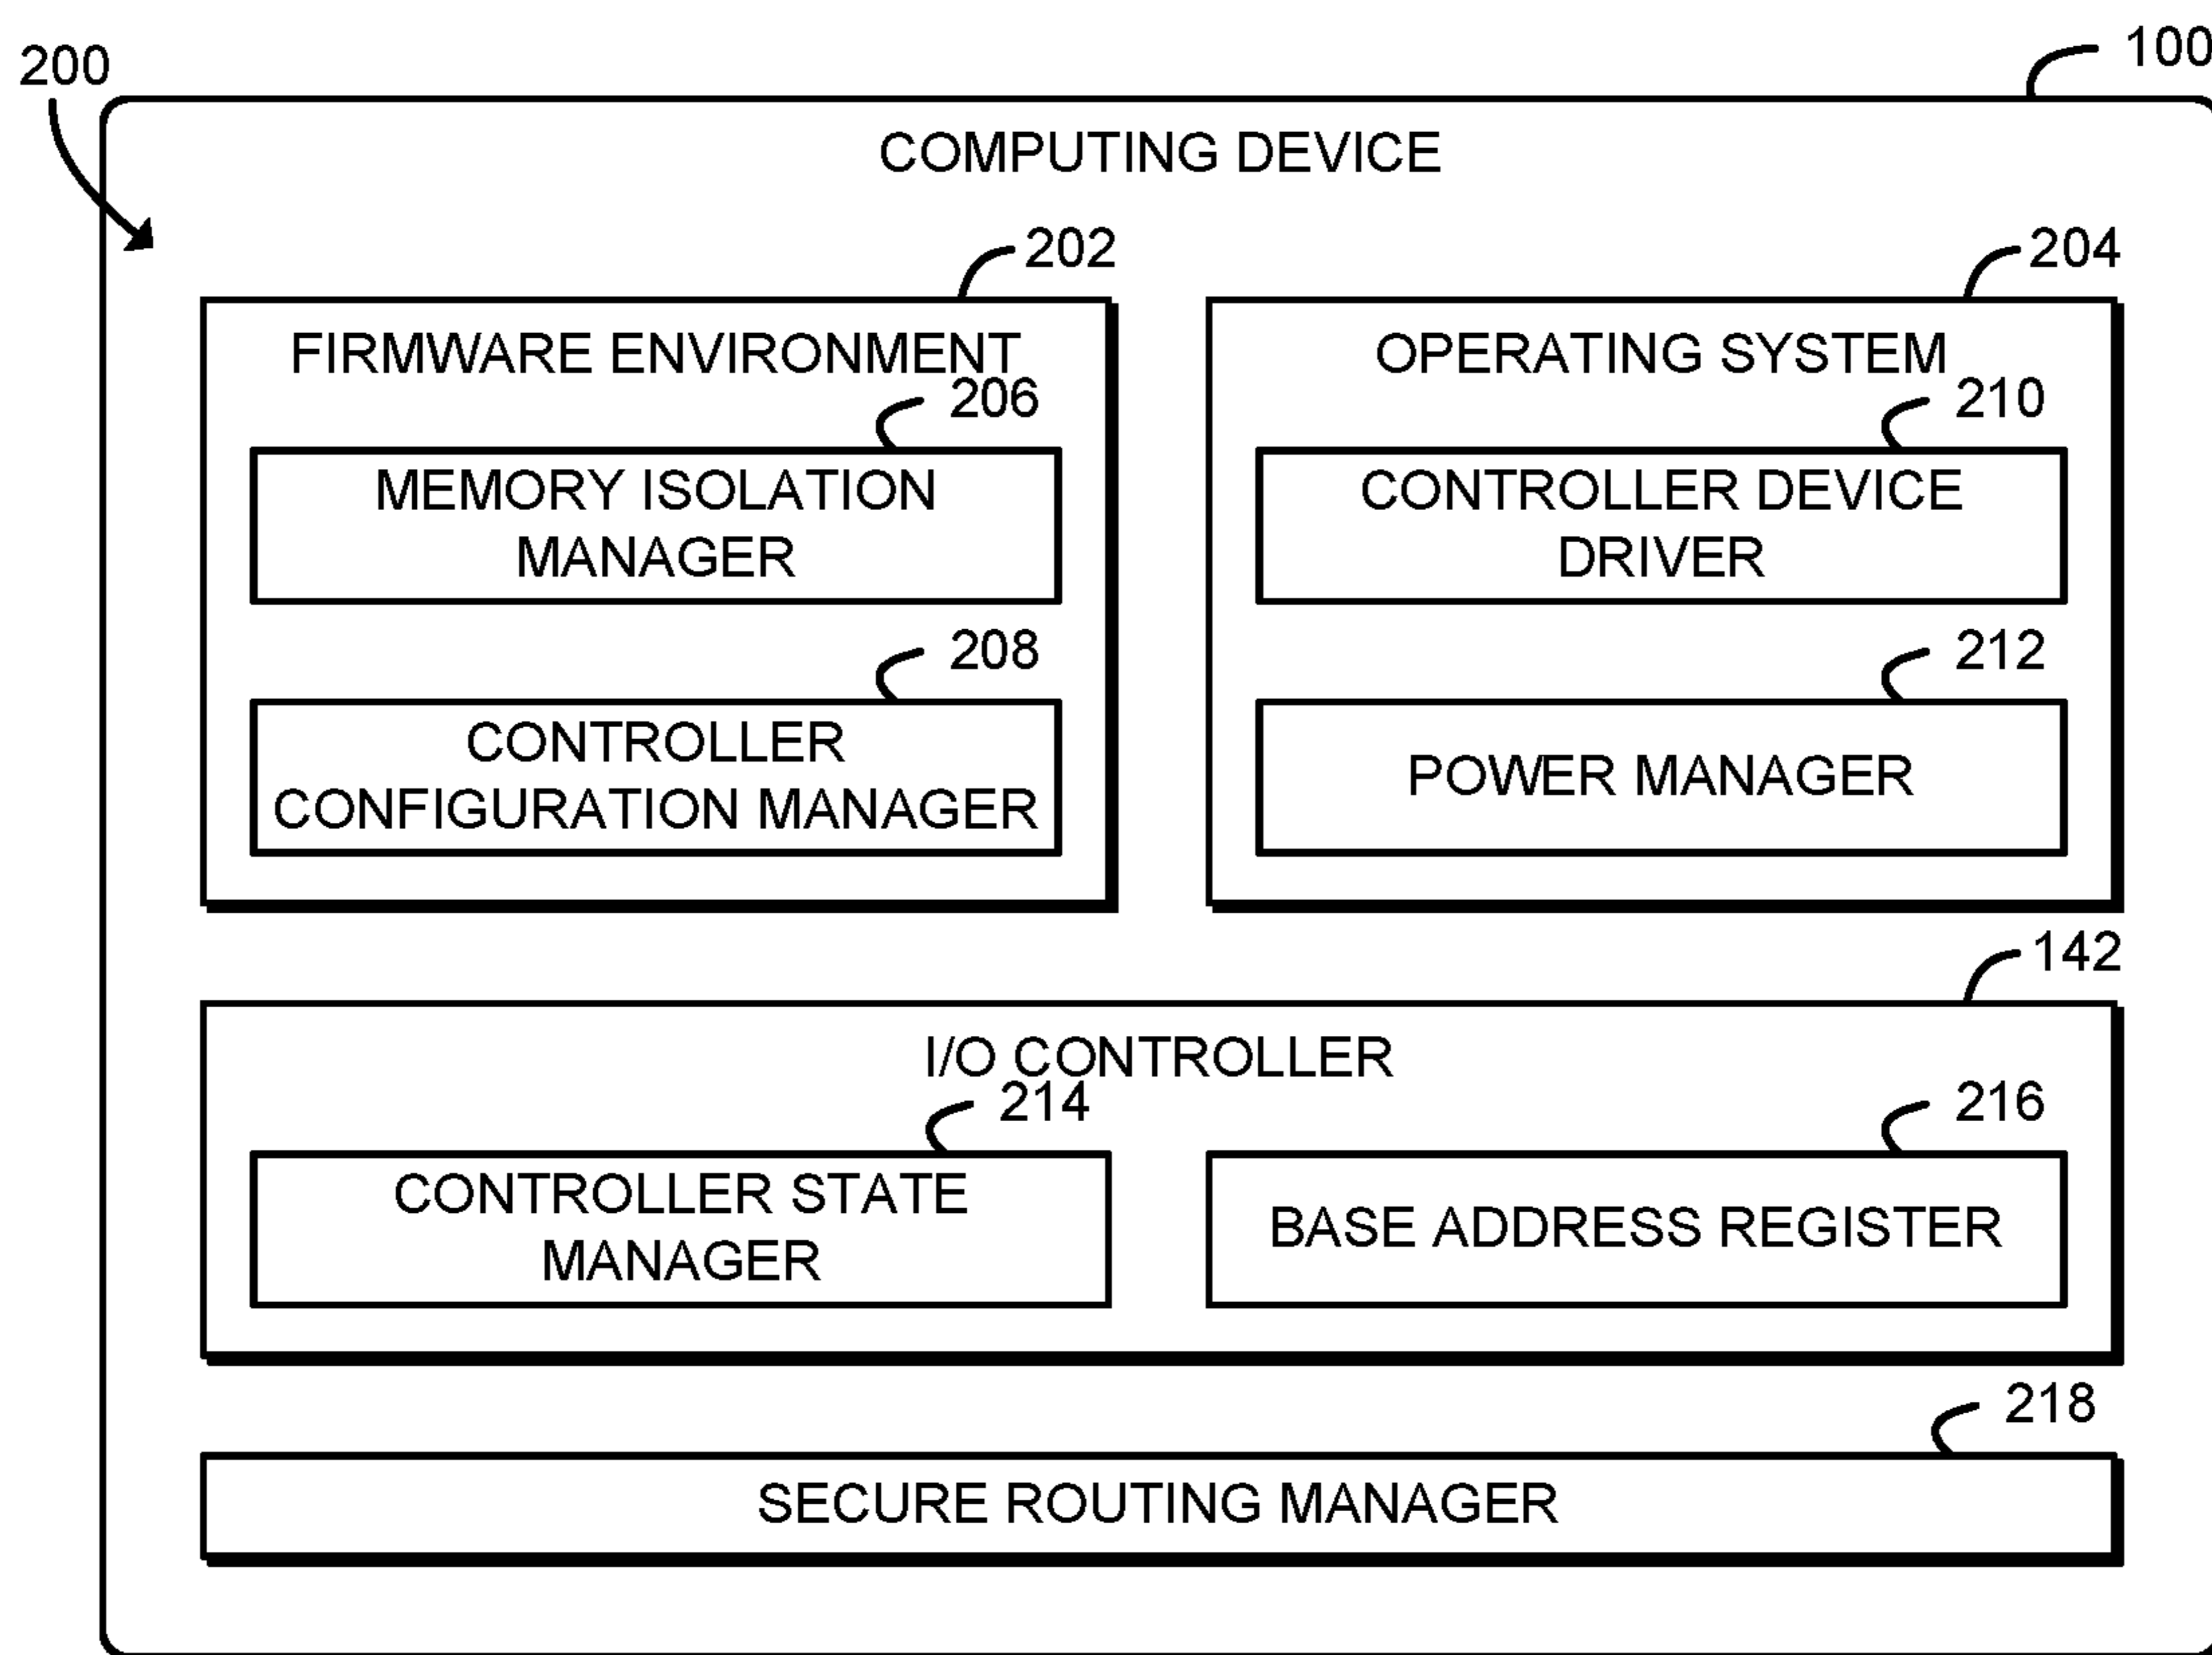 200
100
COMPUTING DEVICE
202
204
FIRMWARE ENVIRONMENT
OPERATING SYSTEM
206
210
MEMORY ISOLATION
MANAGER
CONTROLLER DEVICE
DRIVER
208
212
CONTROLLER
CONFIGURATION MANAGER
POWER MANAGER
142
I/O CONTROLLER
214
216
CONTROLLER STATE
MANAGER
BASE ADDRESS REGISTER
218
SECURE ROUTING MANAGER